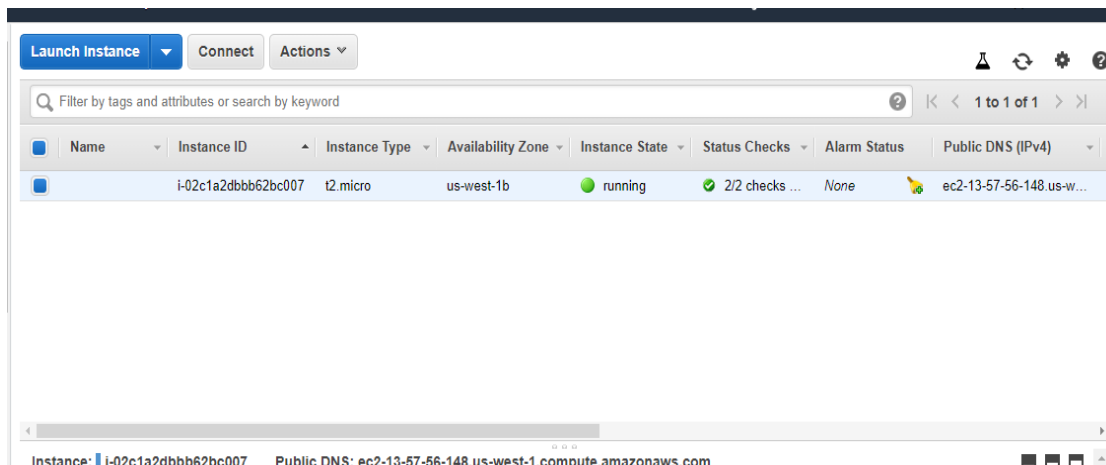 Launch Instance Connect Actions
Filter by tags and attributes or search by keyword 1 to 1 of 1
Name Instance ID Instance Type Availability Zone Instance State Status Checks Alarm Status Public DNS (IPv4)
i-02c1a2dbbb62bc007 t2.micro us-west-1b running 2/2 checks ... None ec2-13-57-56-148.us-w...
Instance: i-02c1a2dbbb62bc007 Public DNS: ec2-13-57-56-148.us-west-1.compute.amazonaws.com